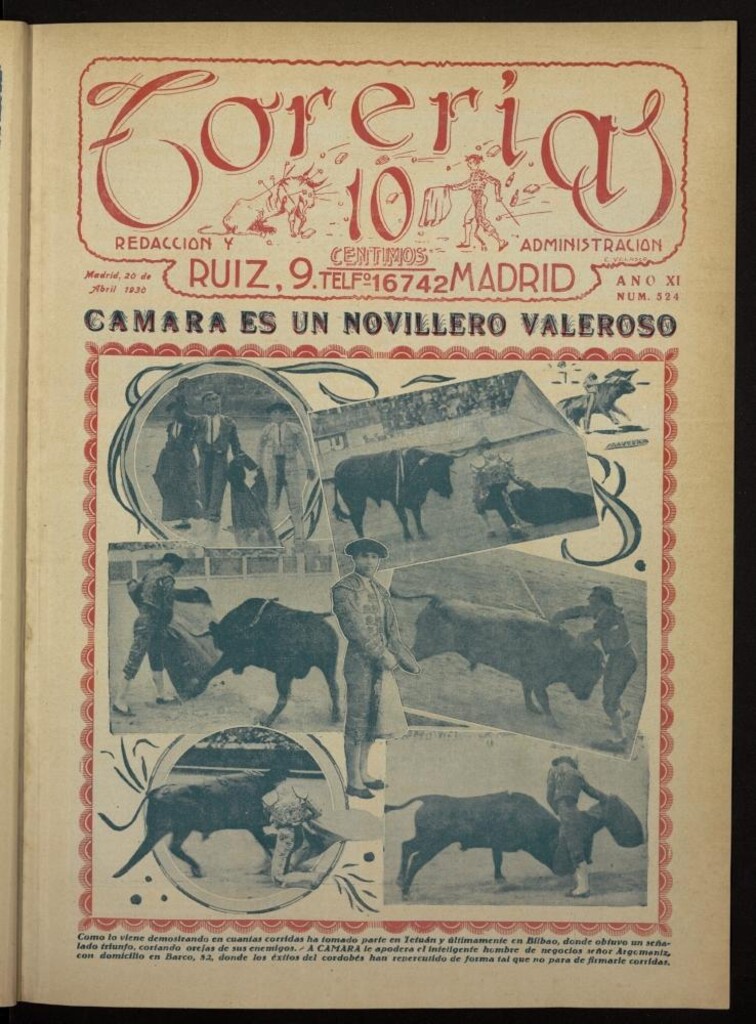 Torerias
10
CENTIMOS
REDACCION Y ADMINISTRACION
RUIZ, 9. TELFº 16742 MADRID
Madrid, 20 de
Abril 1930
AÑO XI
NUM. 524
CAMARA ES UN NOVILLERO VALEROSO
Como lo viene demostrando en cuantas corridas ha tomado parte en Tetuán y últimamente en Bilbao, donde obtuvo un seña-
lado triunfo, cortando orejas de sus enemigos. - A CAMARA le apodera el inteligente hombre de negocios señor Argomaniz,
con domicilio en Barco, 32, donde los éxitos del cordobés han repercutido de forma tal que no para de firmarle corridas.